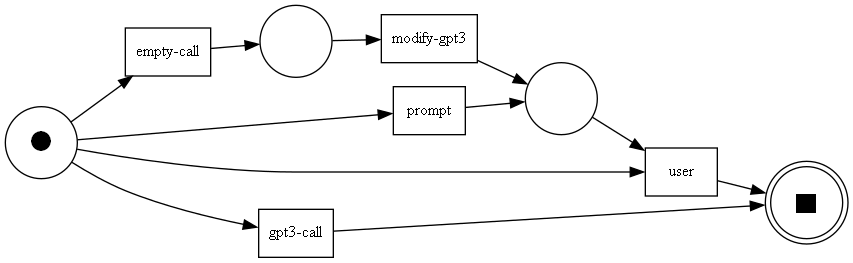 empty-call
modify-gpt3
prompt
user
gpt3-call